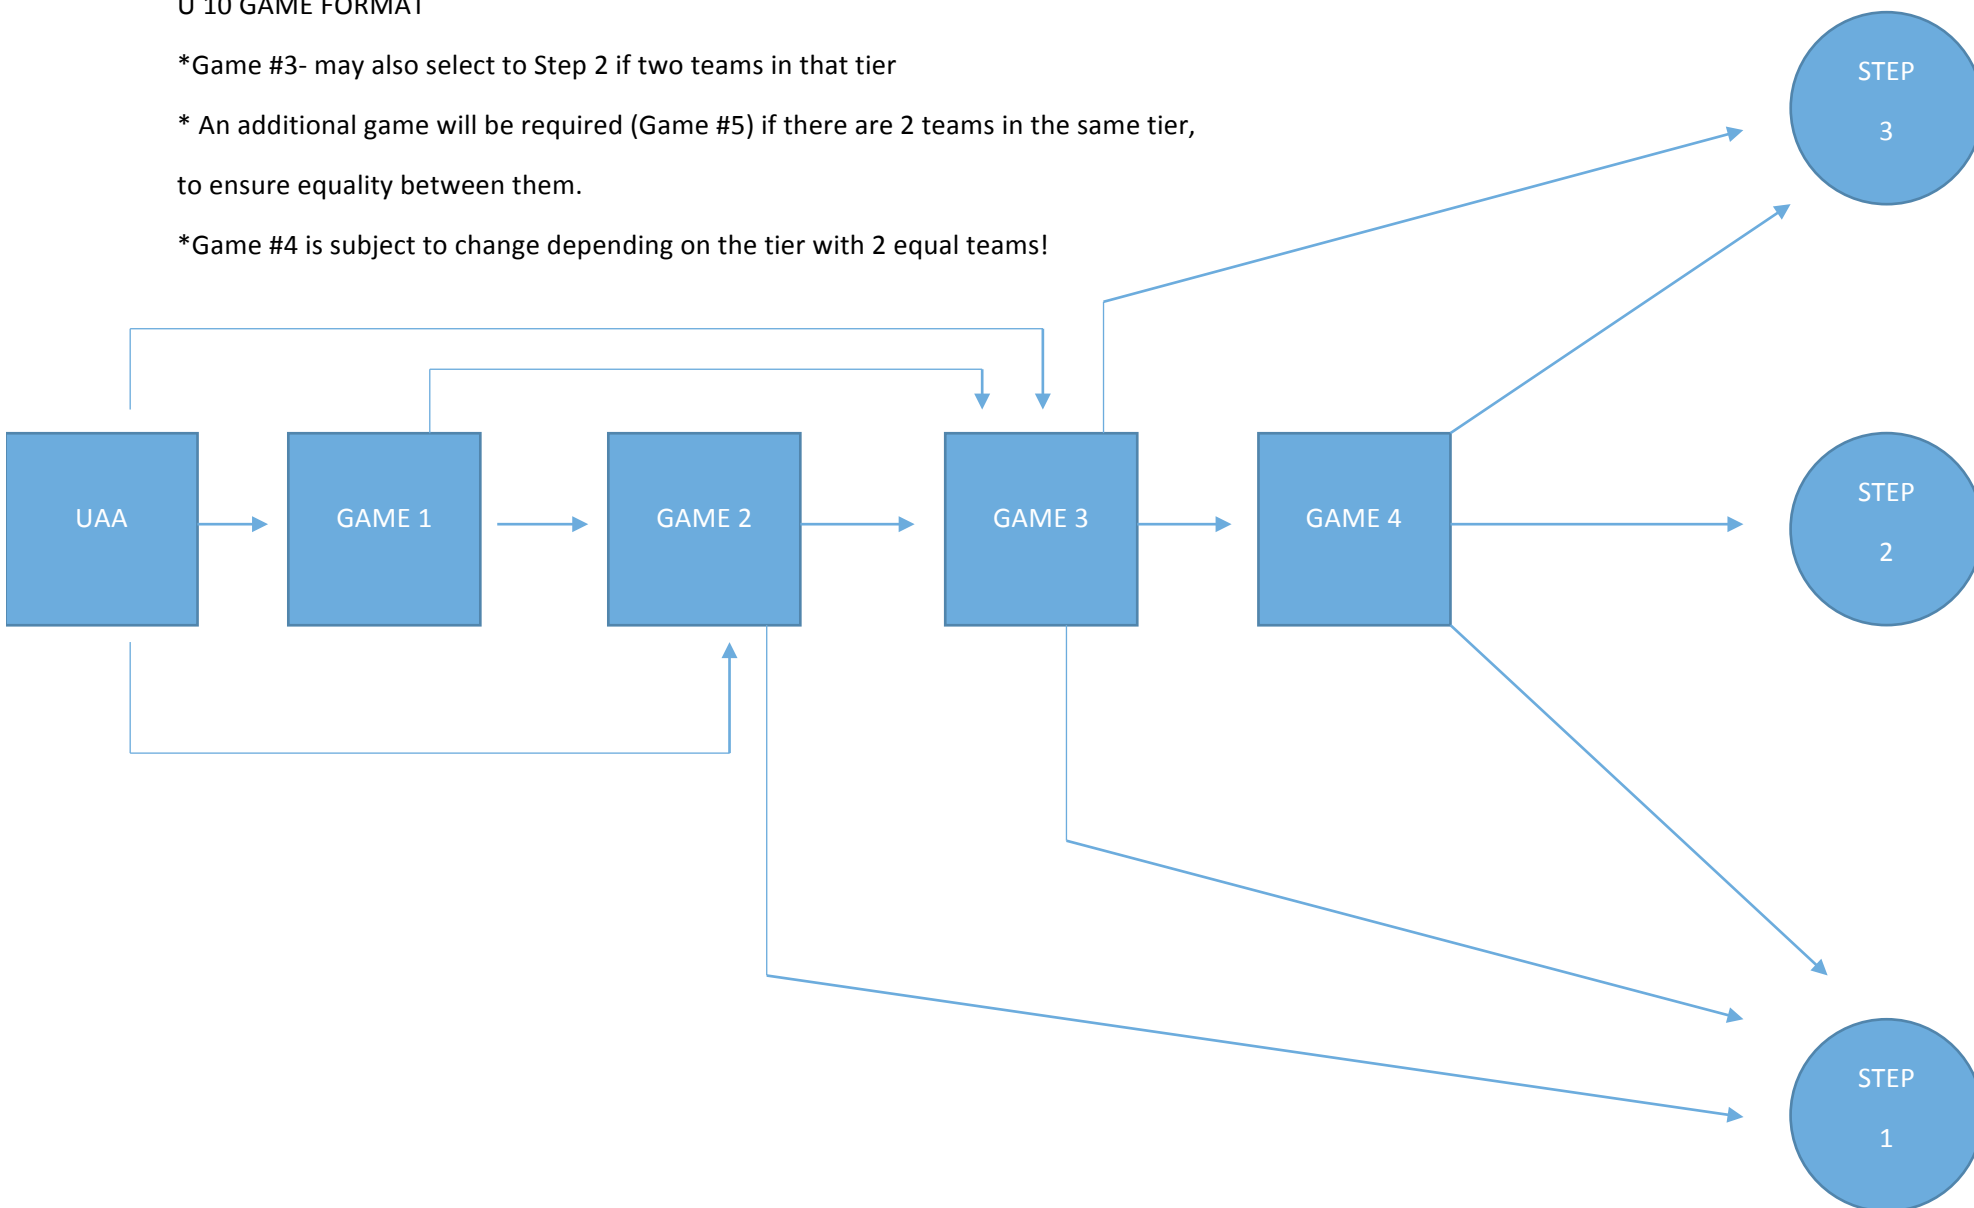 U 10 GAME FORMAT
*Game #3- may also select to Step 2 if two teams in that tier
* An additional game will be required (Game #5) if there are 2 teams in the same tier,
to ensure equality between them.
*Game #4 is subject to change depending on the tier with 2 equal teams!
STEP
3
UAA
GAME 1
GAME 2
GAME 3
GAME 4
STEP
2
STEP
1